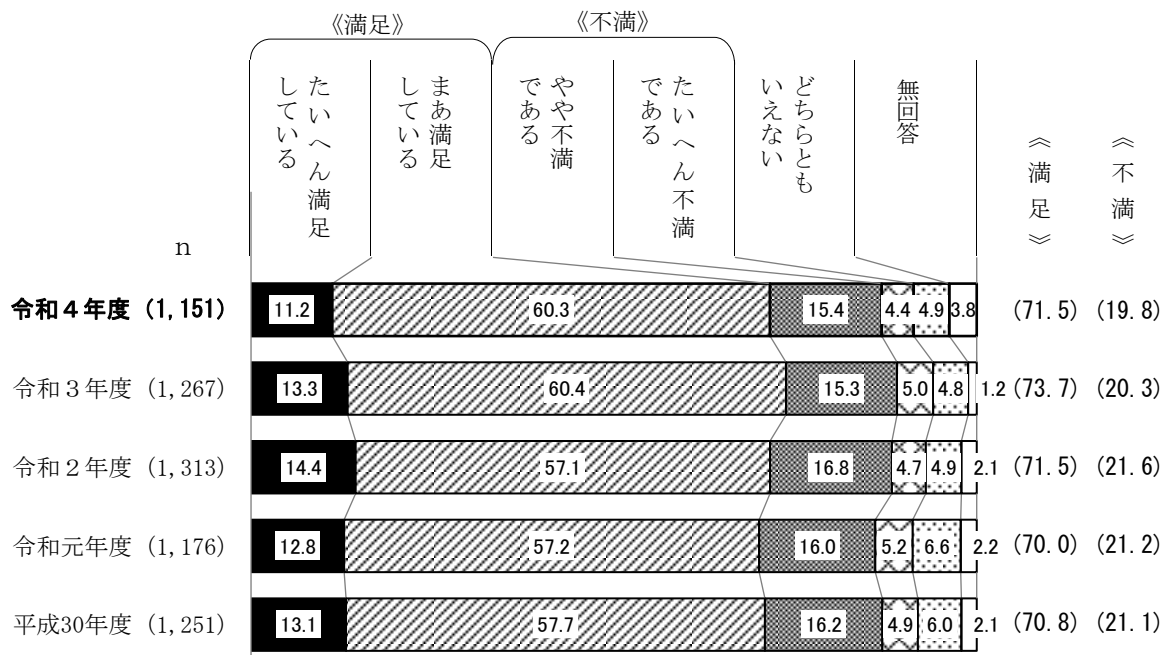 《満足》 《不満》
たいへん満足
している
まあ満足
している
やや不満
である
たいへん不満
である
どちらとも
いえない
無回答
《満足》
《不満》
n
令和4年度 (1,151) 11.2 60.3 15.4 4.4 4.9 3.8 (71.5) (19.8)
令和3年度 (1,267) 13.3 60.4 15.3 5.0 4.8 1.2 (73.7) (20.3)
令和2年度 (1,313) 14.4 57.1 16.8 4.7 4.9 2.1 (71.5) (21.6)
令和元年度 (1,176) 12.8 57.2 16.0 5.2 6.6 2.2 (70.0) (21.2)
平成30年度 (1,251) 13.1 57.7 16.2 4.9 6.0 2.1 (70.8) (21.1)